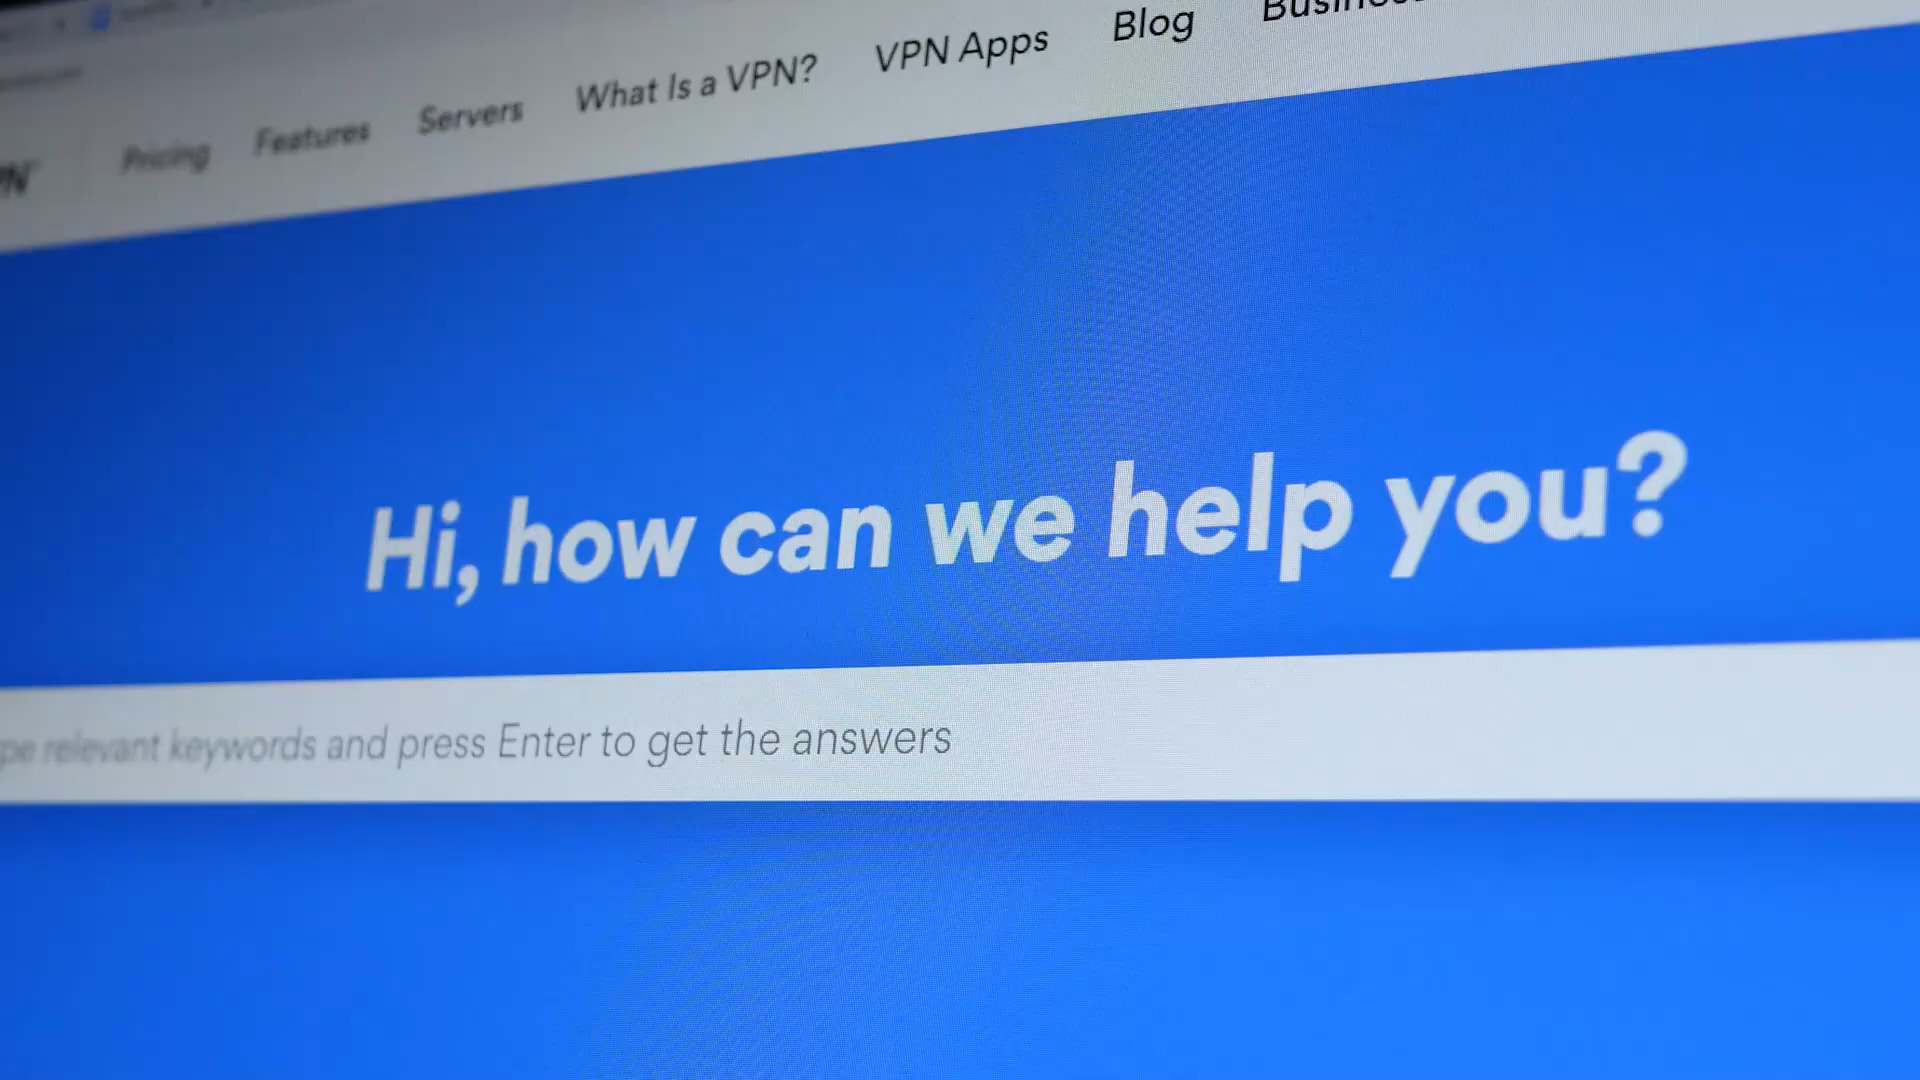 Pricing Features Servers What Is a VPN? VPN Apps Blog
Hi, how can we help you?
relevant keywords and press Enter to get the answers